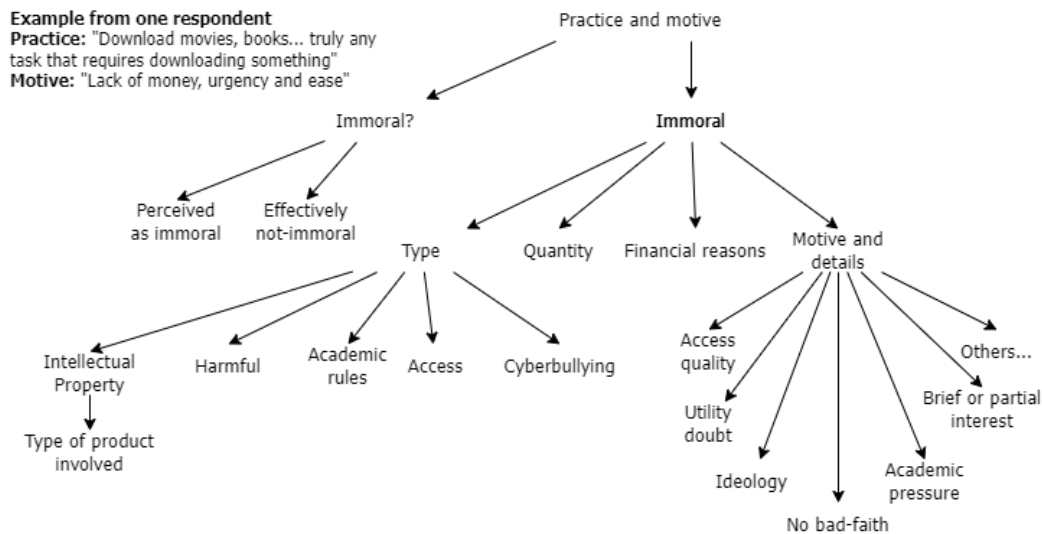 Example from one respondent
Practice: "Download movies, books... truly any
task that requires downloading something"
Motive: "Lack of money, urgency and ease"
Practice and motive
Immoral?
Immoral
Perceived
as immoral
Effectively
not-immoral
Type
Quantity
Financial reasons
Motive and
details
Intellectual
Property
Harmful
Academic
rules
Access
Cyberbullying
Type of product
involved
Access
quality
Utility
doubt
Ideology
No bad-faith
Academic
pressure
Brief or partial
interest
Others...